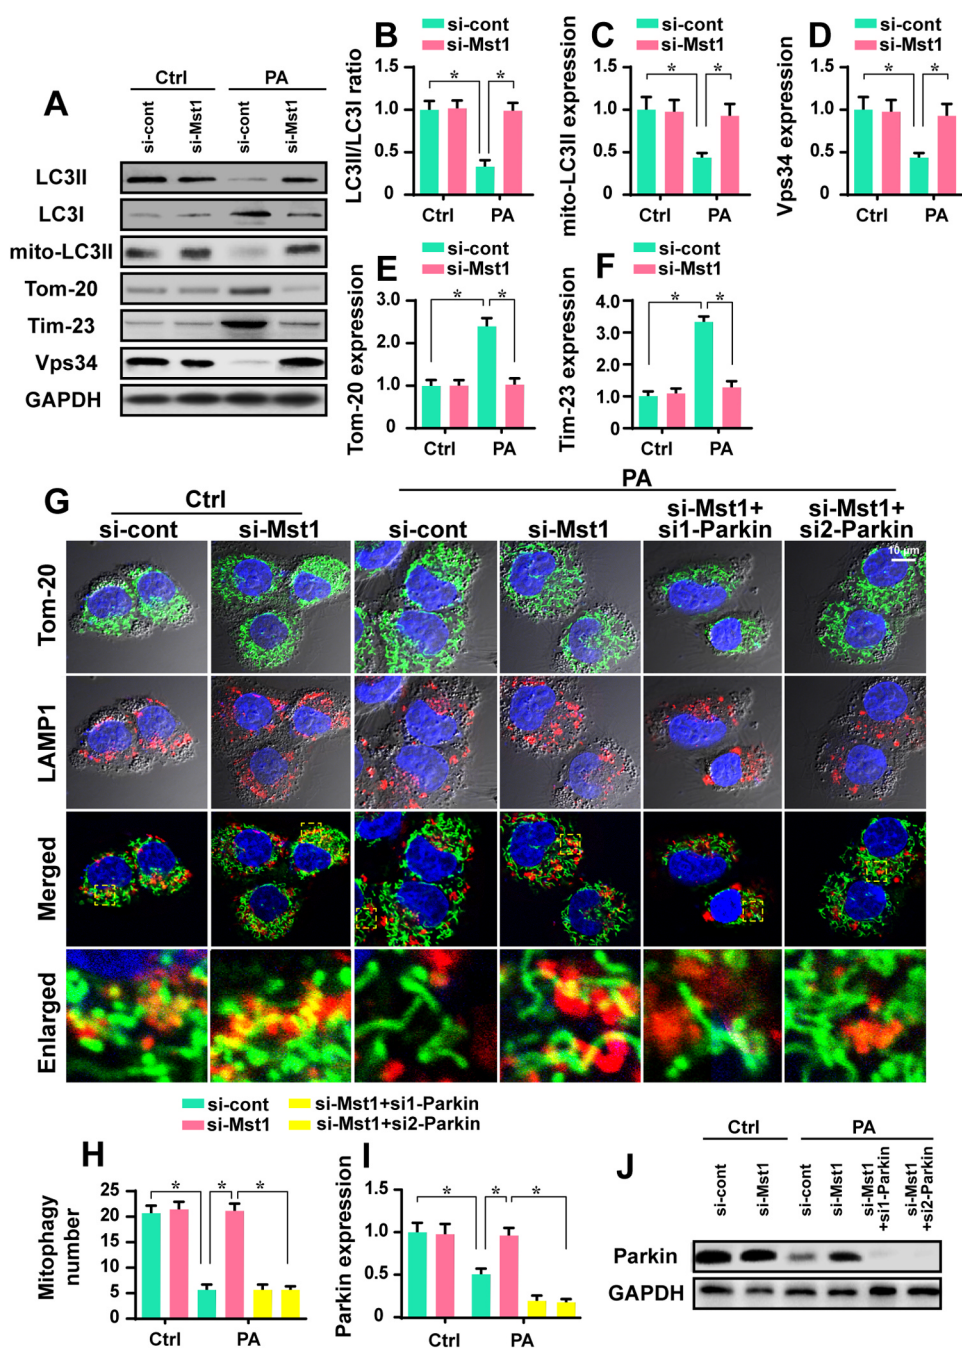 A
Ctrl PA
si-cont si-Mst1 si-cont si-Mst1
LC3II
LC3I
mito-LC3II
Tom-20
Tim-23
Vps34
GAPDH
B
si-cont
si-Mst1
LC3II/LC3I ratio
1.5
1.0
0.5
0
* *
Ctrl PA
C
si-cont
si-Mst1
mito-LC3II expression
1.5
1.0
0.5
0
* *
Ctrl PA
D
si-cont
si-Mst1
Vps34 expression
1.5
1.0
0.5
0
* *
Ctrl PA
E
si-cont
si-Mst1
Tom-20 expression
3.0
2.0
1.0
0
* *
Ctrl PA
F
si-cont
si-Mst1
Tim-23 expression
4.0
3.0
2.0
1.0
0
* *
Ctrl PA
G
Ctrl PA
si-cont si-Mst1 si-cont si-Mst1 si-Mst1+ si-Mst1+
si1-Parkin si2-Parkin
10 μm
Tom-20
LAMP1
Merged
Enlarged
si-cont si-Mst1+si1-Parkin
si-Mst1 si-Mst1+si2-Parkin
H
Mitophagy
number
25
20
15
10
5
0
* * *
Ctrl PA
I
Parkin expression
1.5
1.0
0.5
0
* * *
Ctrl PA
J
Ctrl PA
si-cont si-Mst1 si-cont si-Mst1 si-Mst1 si-Mst1
+si1-Parkin +si2-Parkin
Parkin
GAPDH